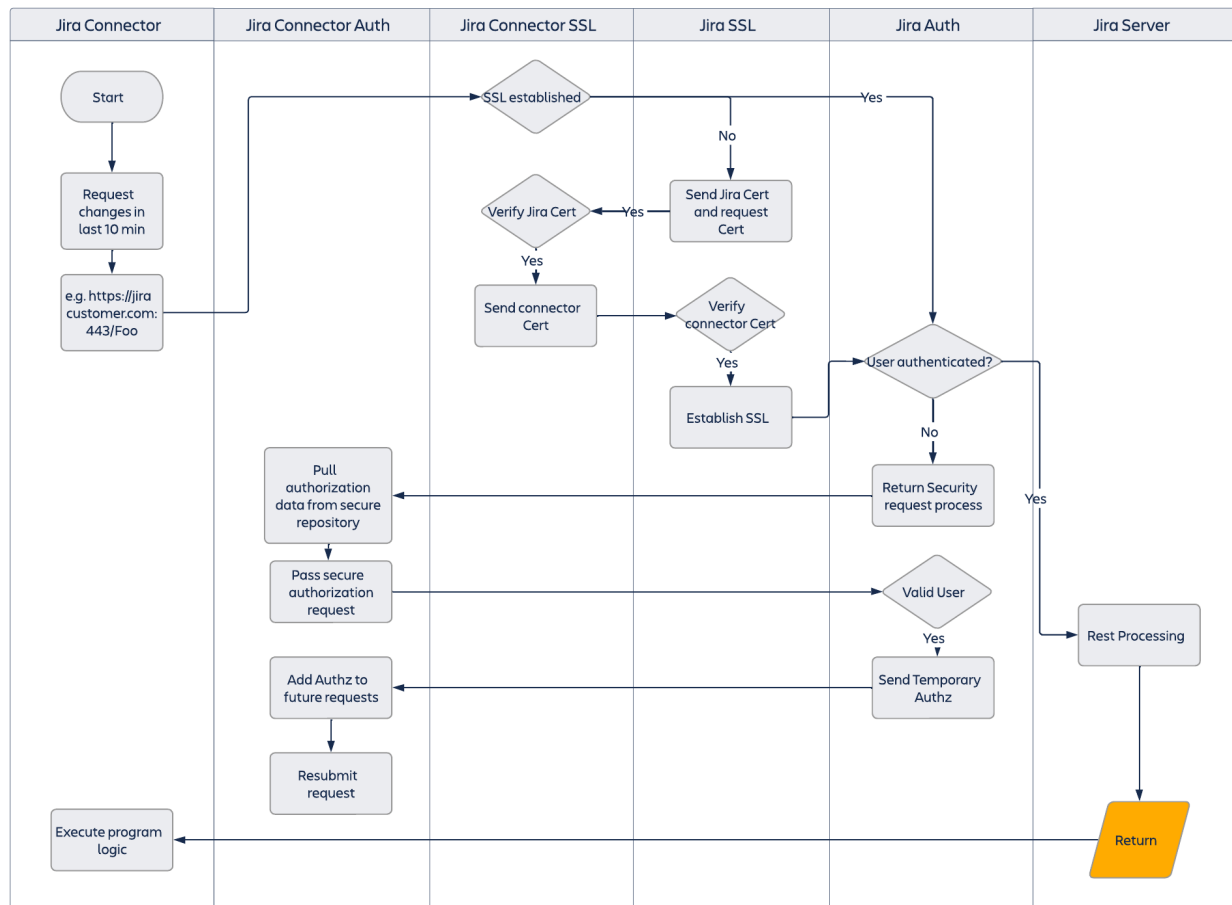 Jira Connector
Jira Connector Auth
Jira Connector SSL
Jira SSL
Jira Auth
Jira Server
Start
SSL established
Yes
No
Request
changes in
last 10 min
Verify Jira Cert
Yes
Send Jira Cert
and request
Cert
Yes
e.g. https://jira
customer.com:
443/Foo
Send connector
Cert
Verify
connector Cert
Yes
User authenticated?
Establish SSL
No
Yes
Pull
authorization
data from secure
repository
Return Security
request process
Pass secure
authorization
request
Valid User
Yes
Rest Processing
Add Authz to
future requests
Send Temporary
Authz
Resubmit
request
Execute program
logic
Return